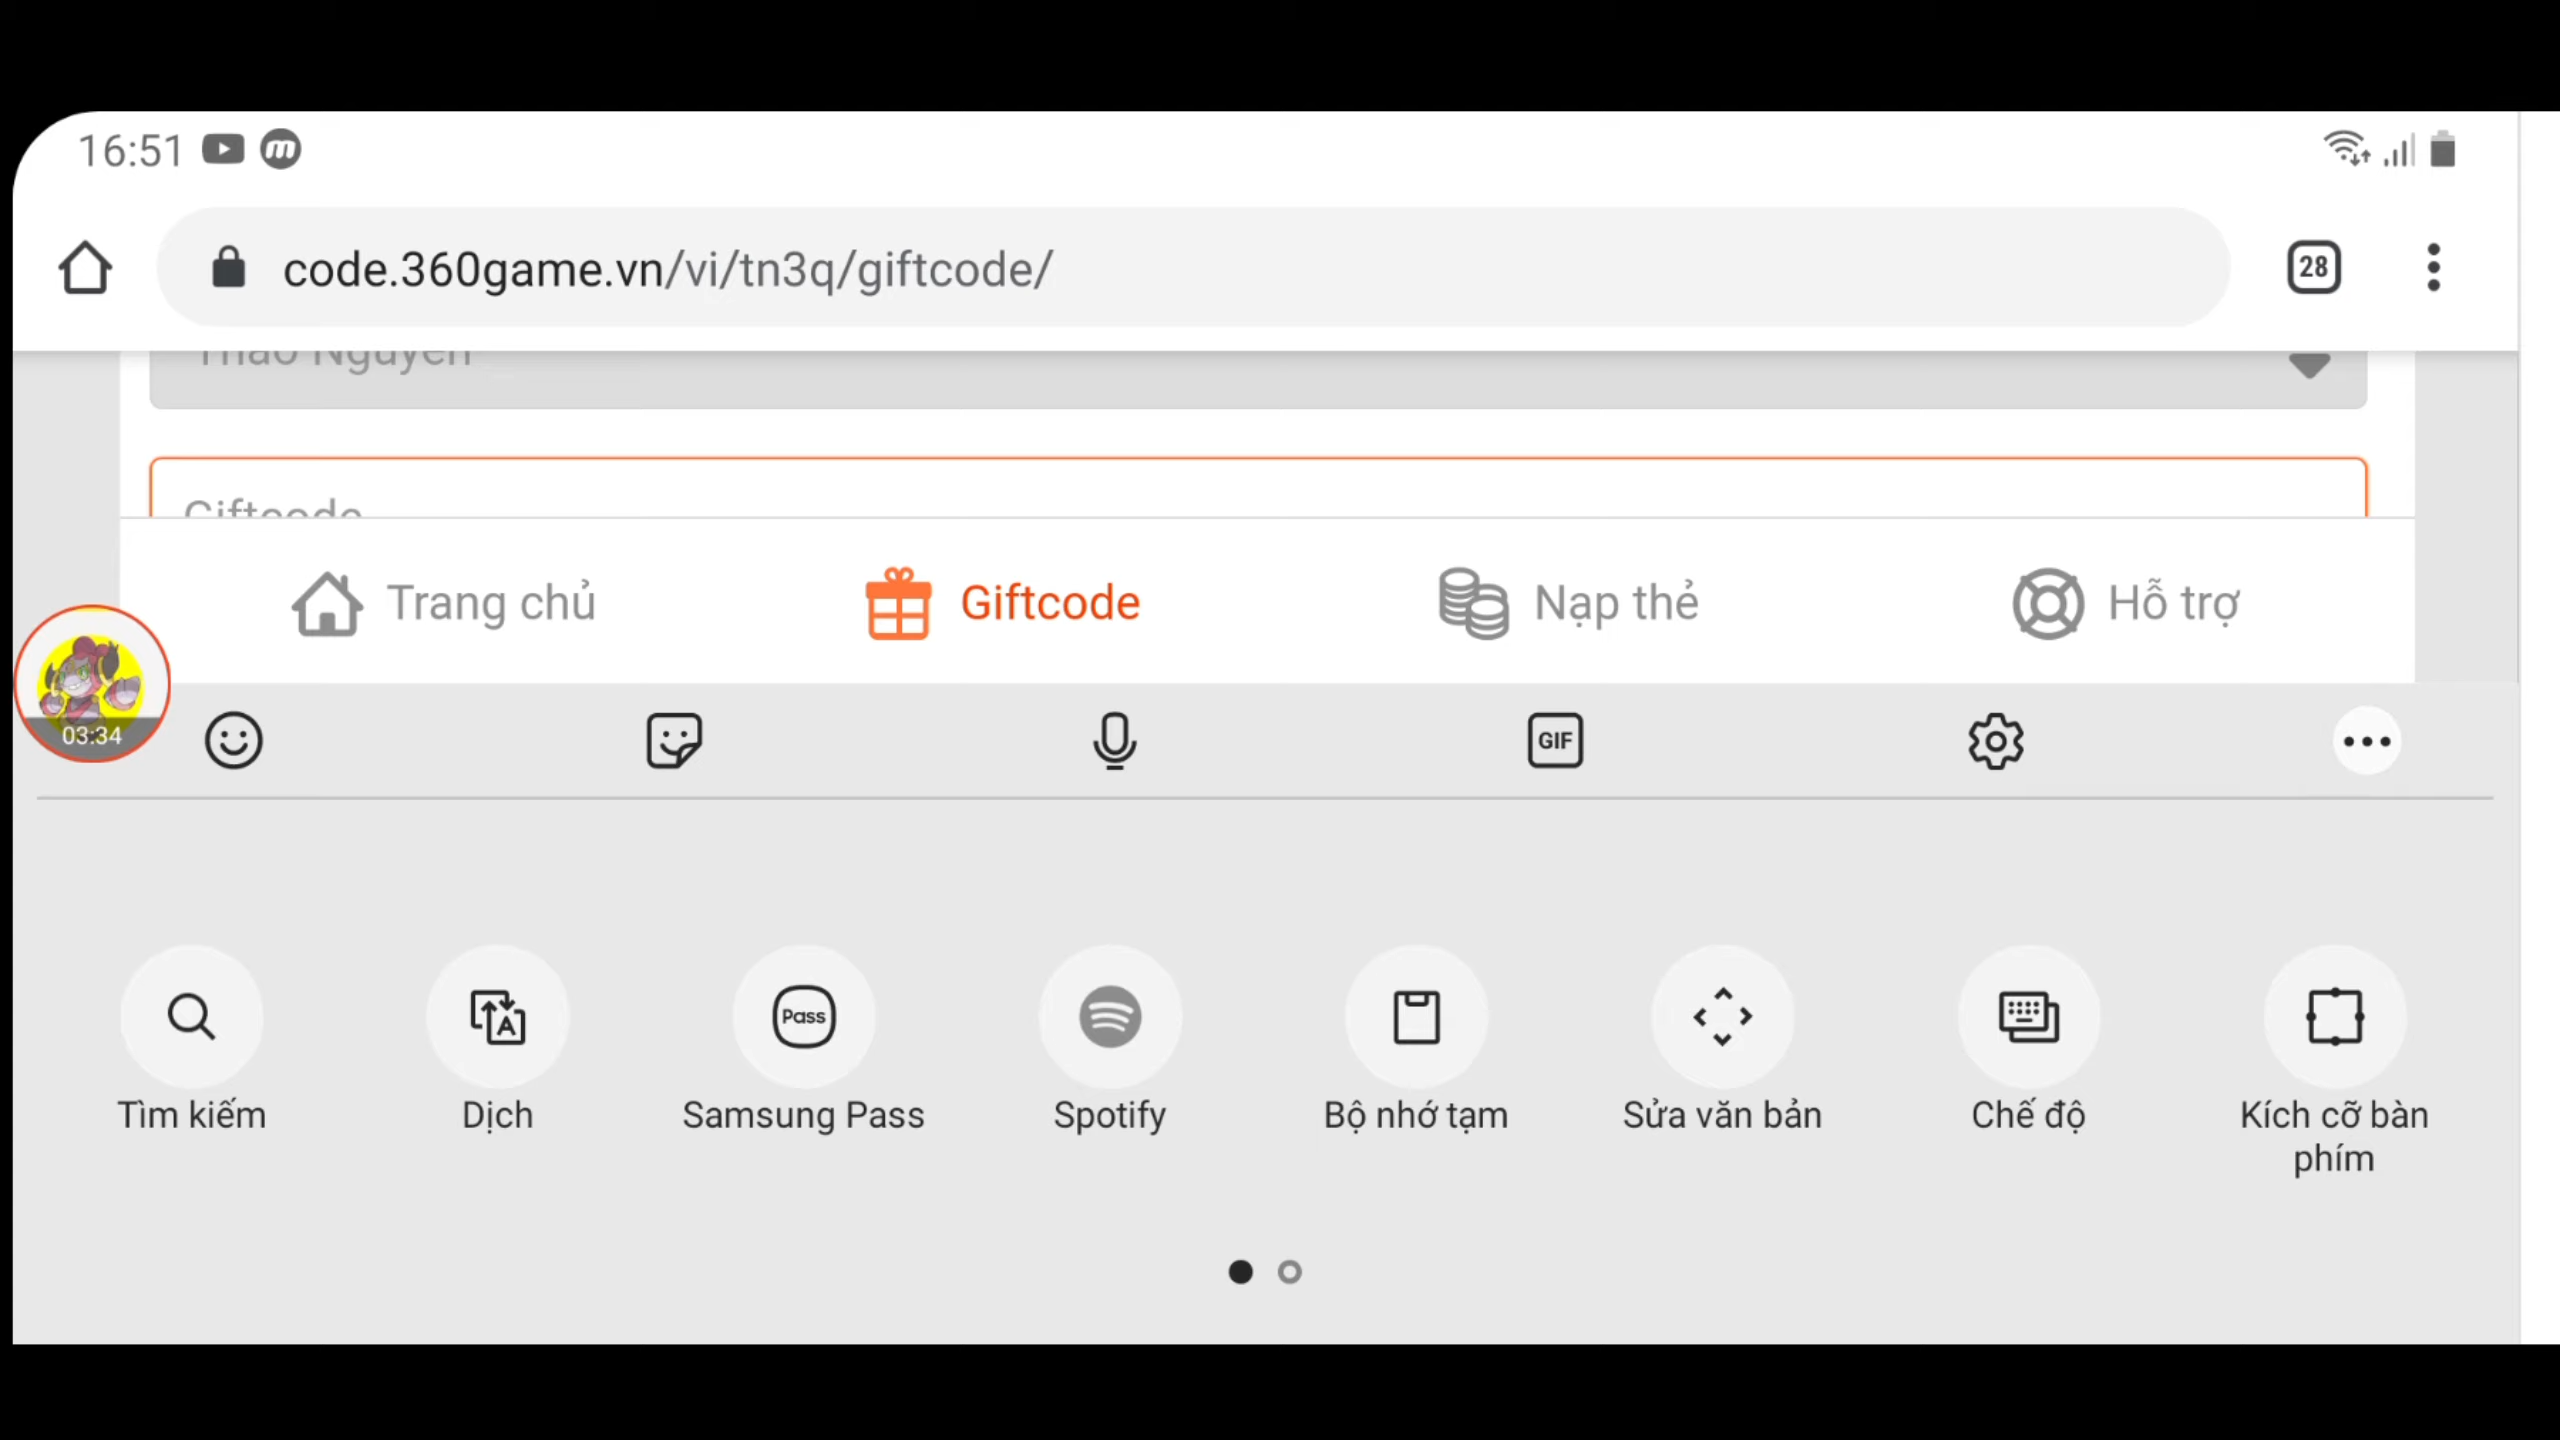 16:51
code.360game.vn/vi/tn3q/giftcode/
28
Thảo Nguyên
Giftcode
Trang chủ
Giftcode
Nạp thẻ
Hỗ trợ
03:34
GIF
Pass
Tìm kiếm
Dịch
Samsung Pass
Spotify
Bộ nhớ tạm
Sửa văn bản
Chế độ
Kích cỡ bàn
phím